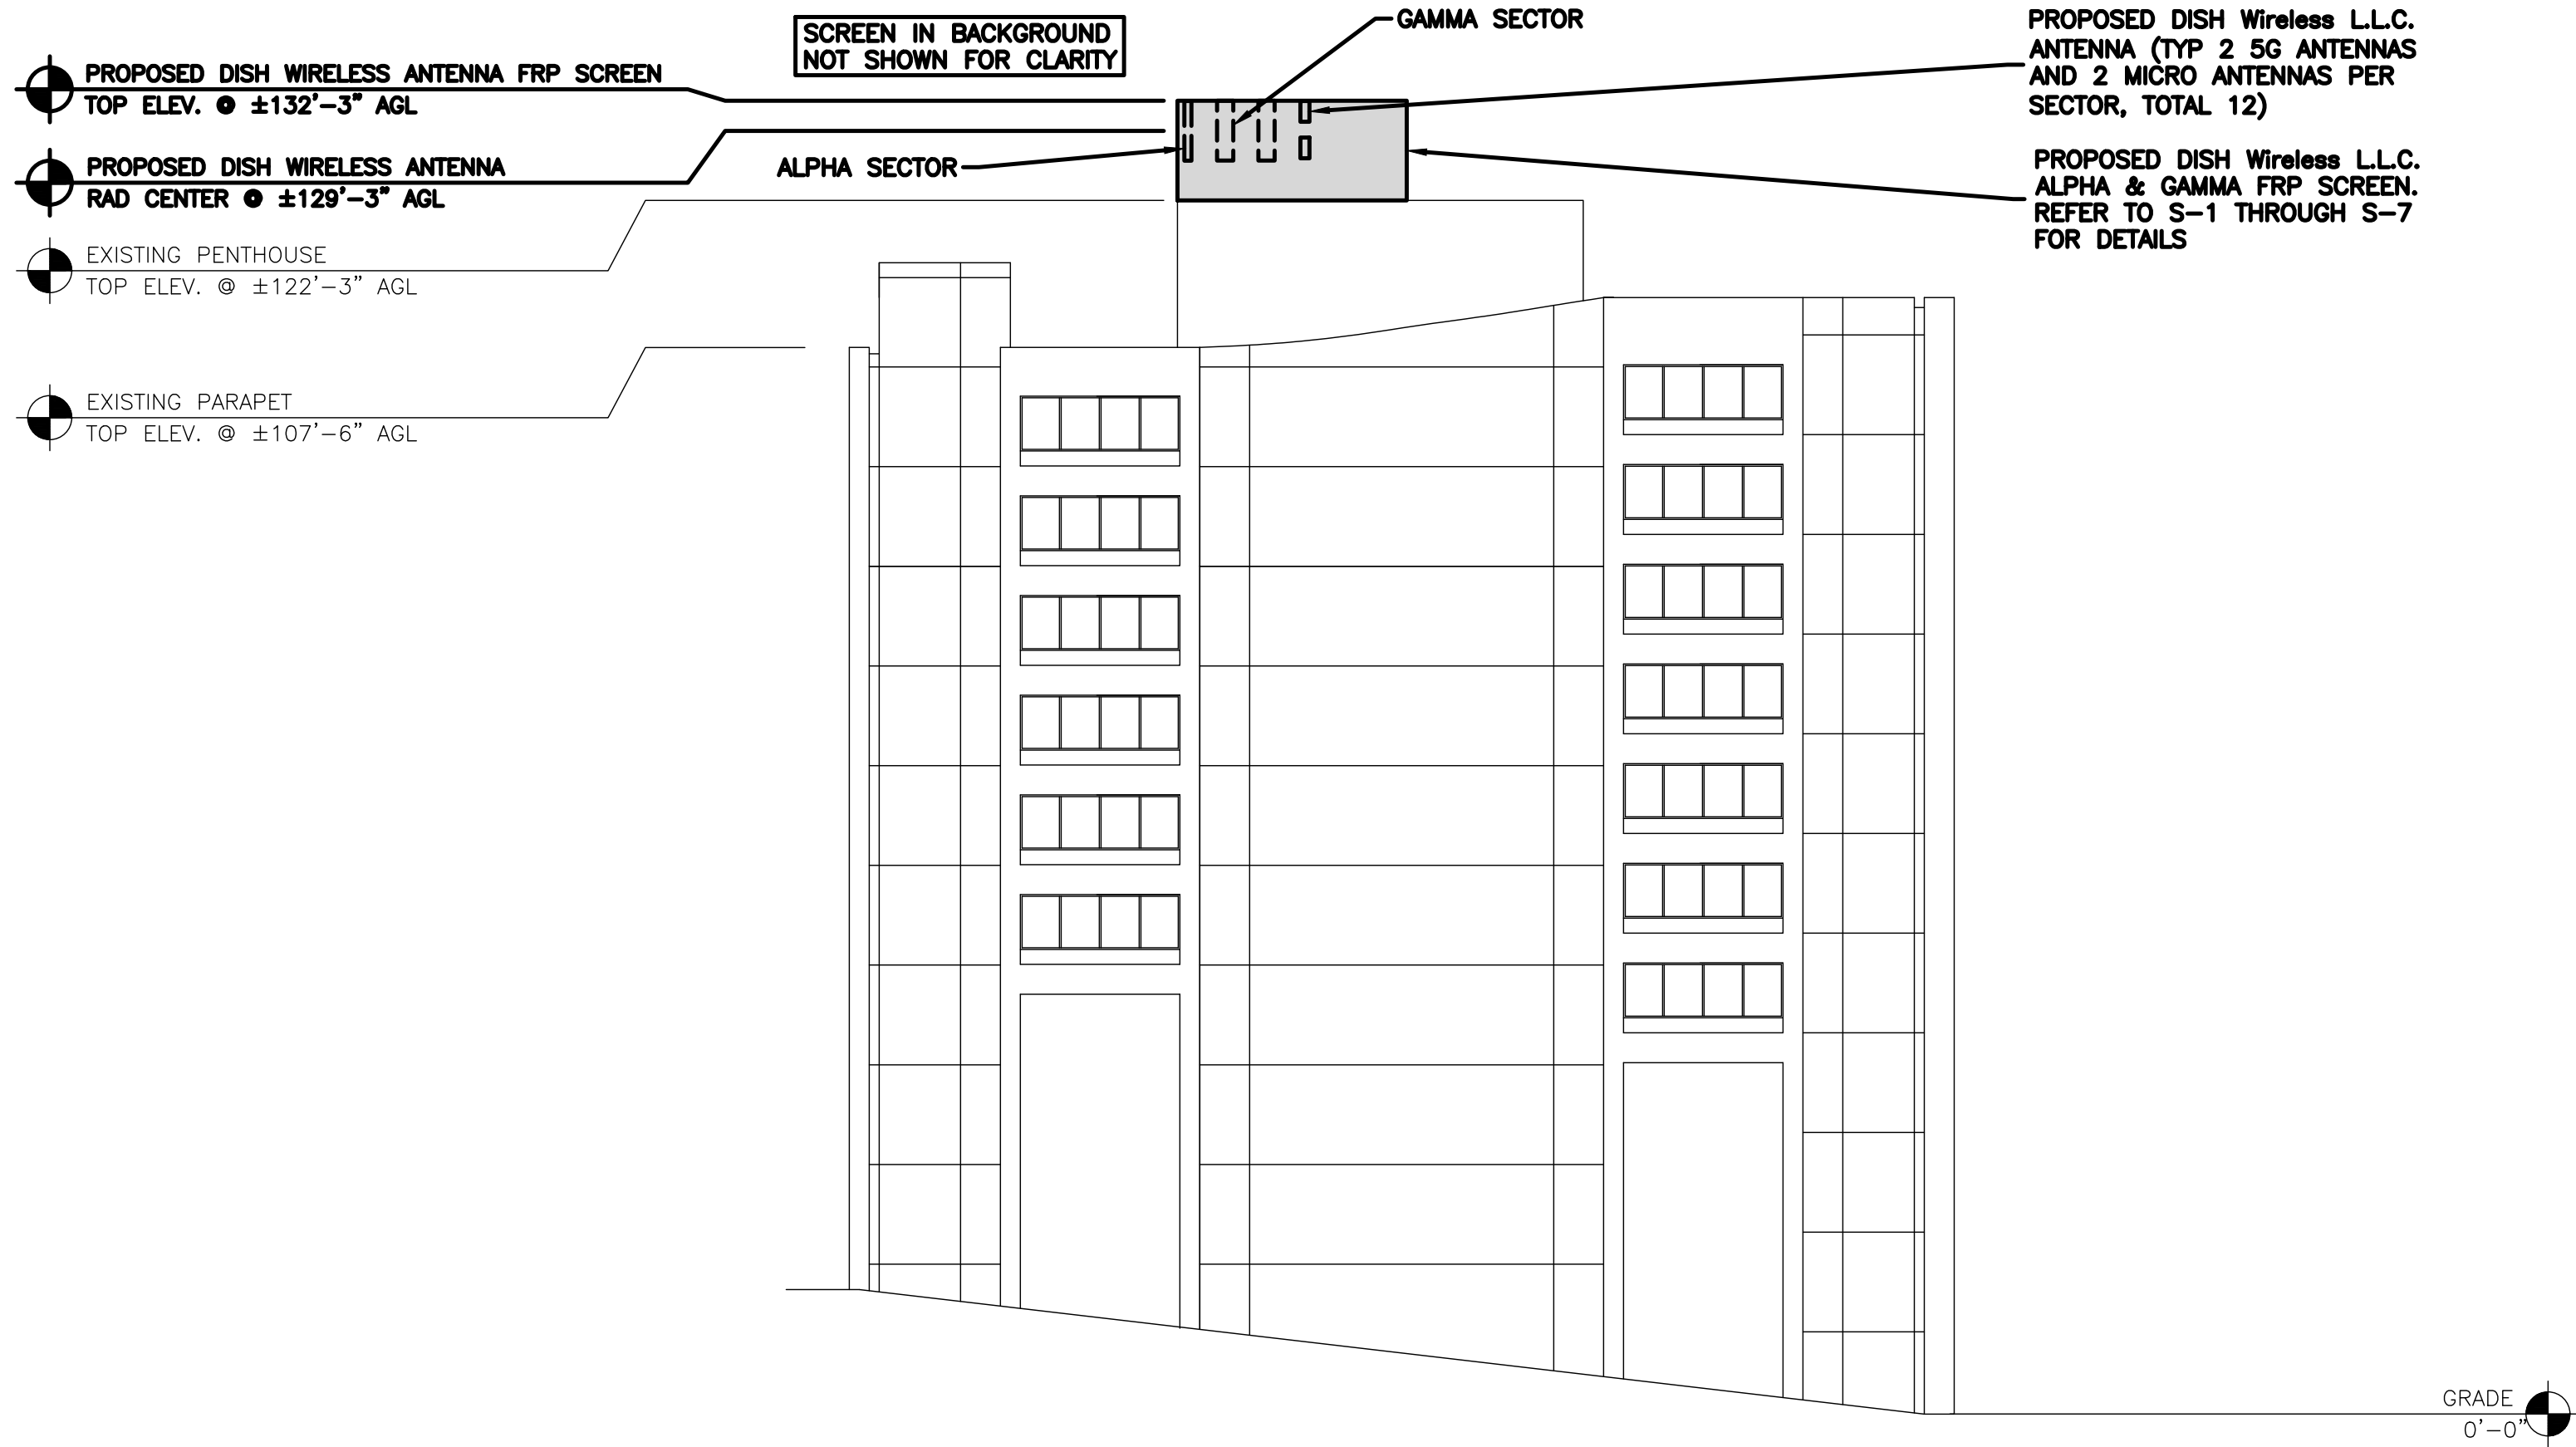 SCREEN IN BACKGROUND
NOT SHOWN FOR CLARITY
GAMMA SECTOR
PROPOSED DISH Wireless L.L.C.
ANTENNA (TYP 2 5G ANTENNAS
AND 2 MICRO ANTENNAS PER
SECTOR, TOTAL 12)
PROPOSED DISH WIRELESS ANTENNA FRP SCREEN
TOP ELEV. @ ±132'-3" AGL
PROPOSED DISH WIRELESS ANTENNA
RAD CENTER @ ±129'-3" AGL
ALPHA SECTOR
PROPOSED DISH Wireless L.L.C.
ALPHA & GAMMA FRP SCREEN.
REFER TO S-1 THROUGH S-7
FOR DETAILS
EXISTING PENTHOUSE
TOP ELEV. @ ±122'-3" AGL
EXISTING PARAPET
TOP ELEV. @ ±107'-6" AGL
GRADE
0'-0"